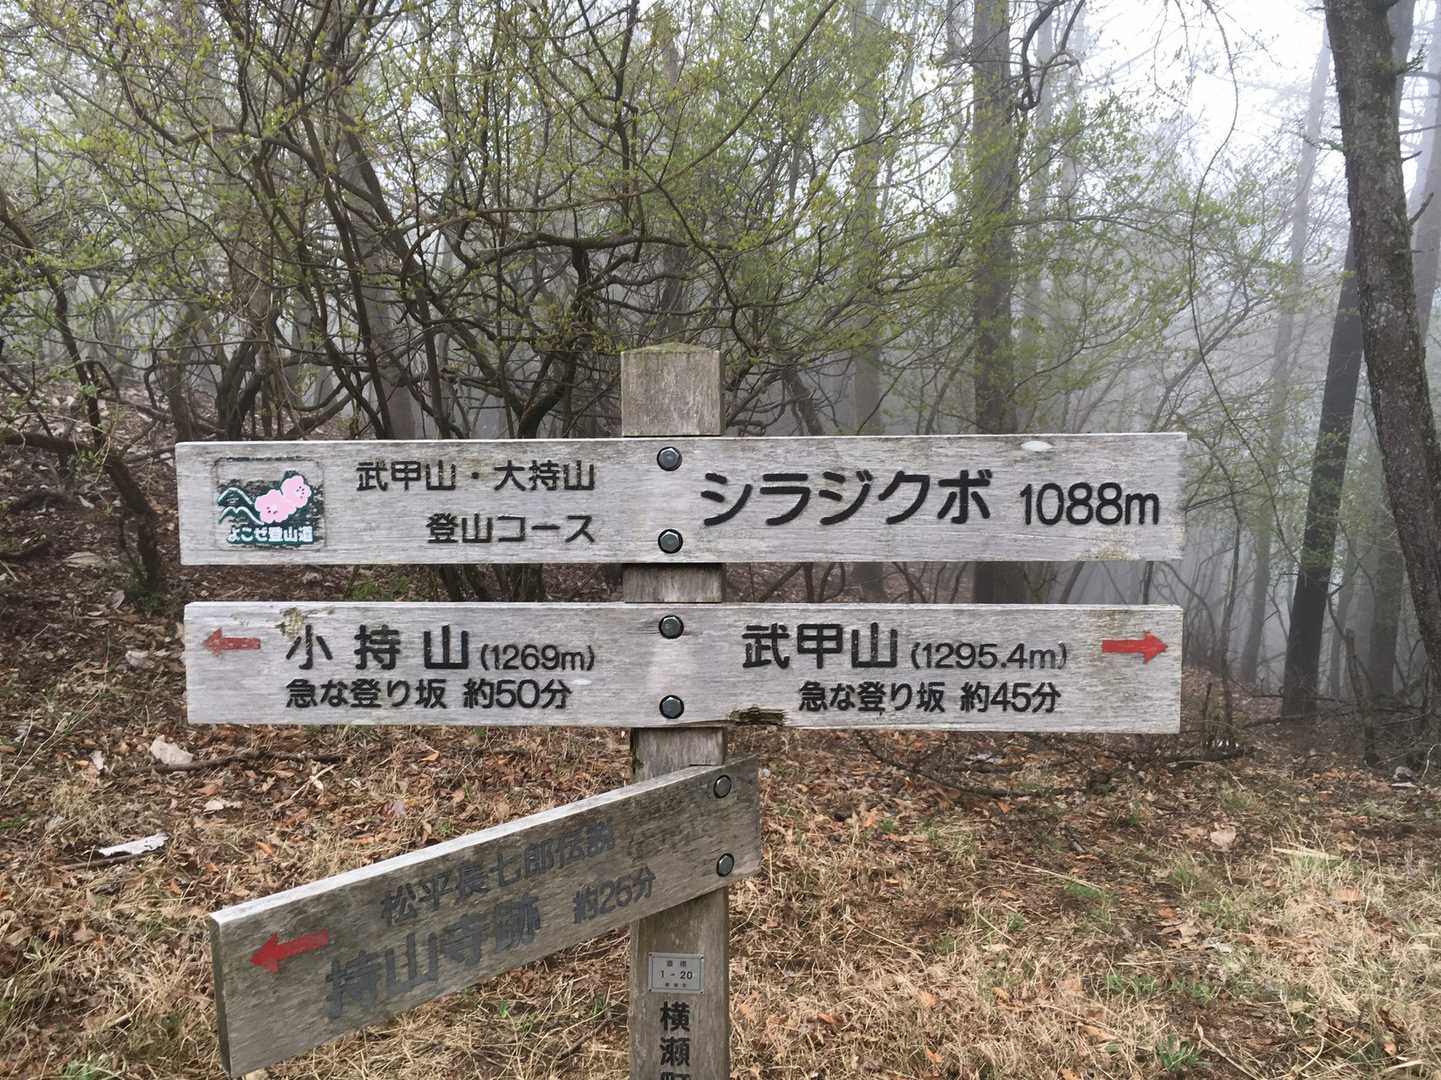 武甲山・大持山
登山コース
シラジクボ 1088m
よこぜ登山道
小持山(1269m)
急な登り坂 約50分
武甲山(1295.4m)
急な登り坂 約45分
松平長七郎伝説
持山寺跡 約25分
1-20
横瀬町